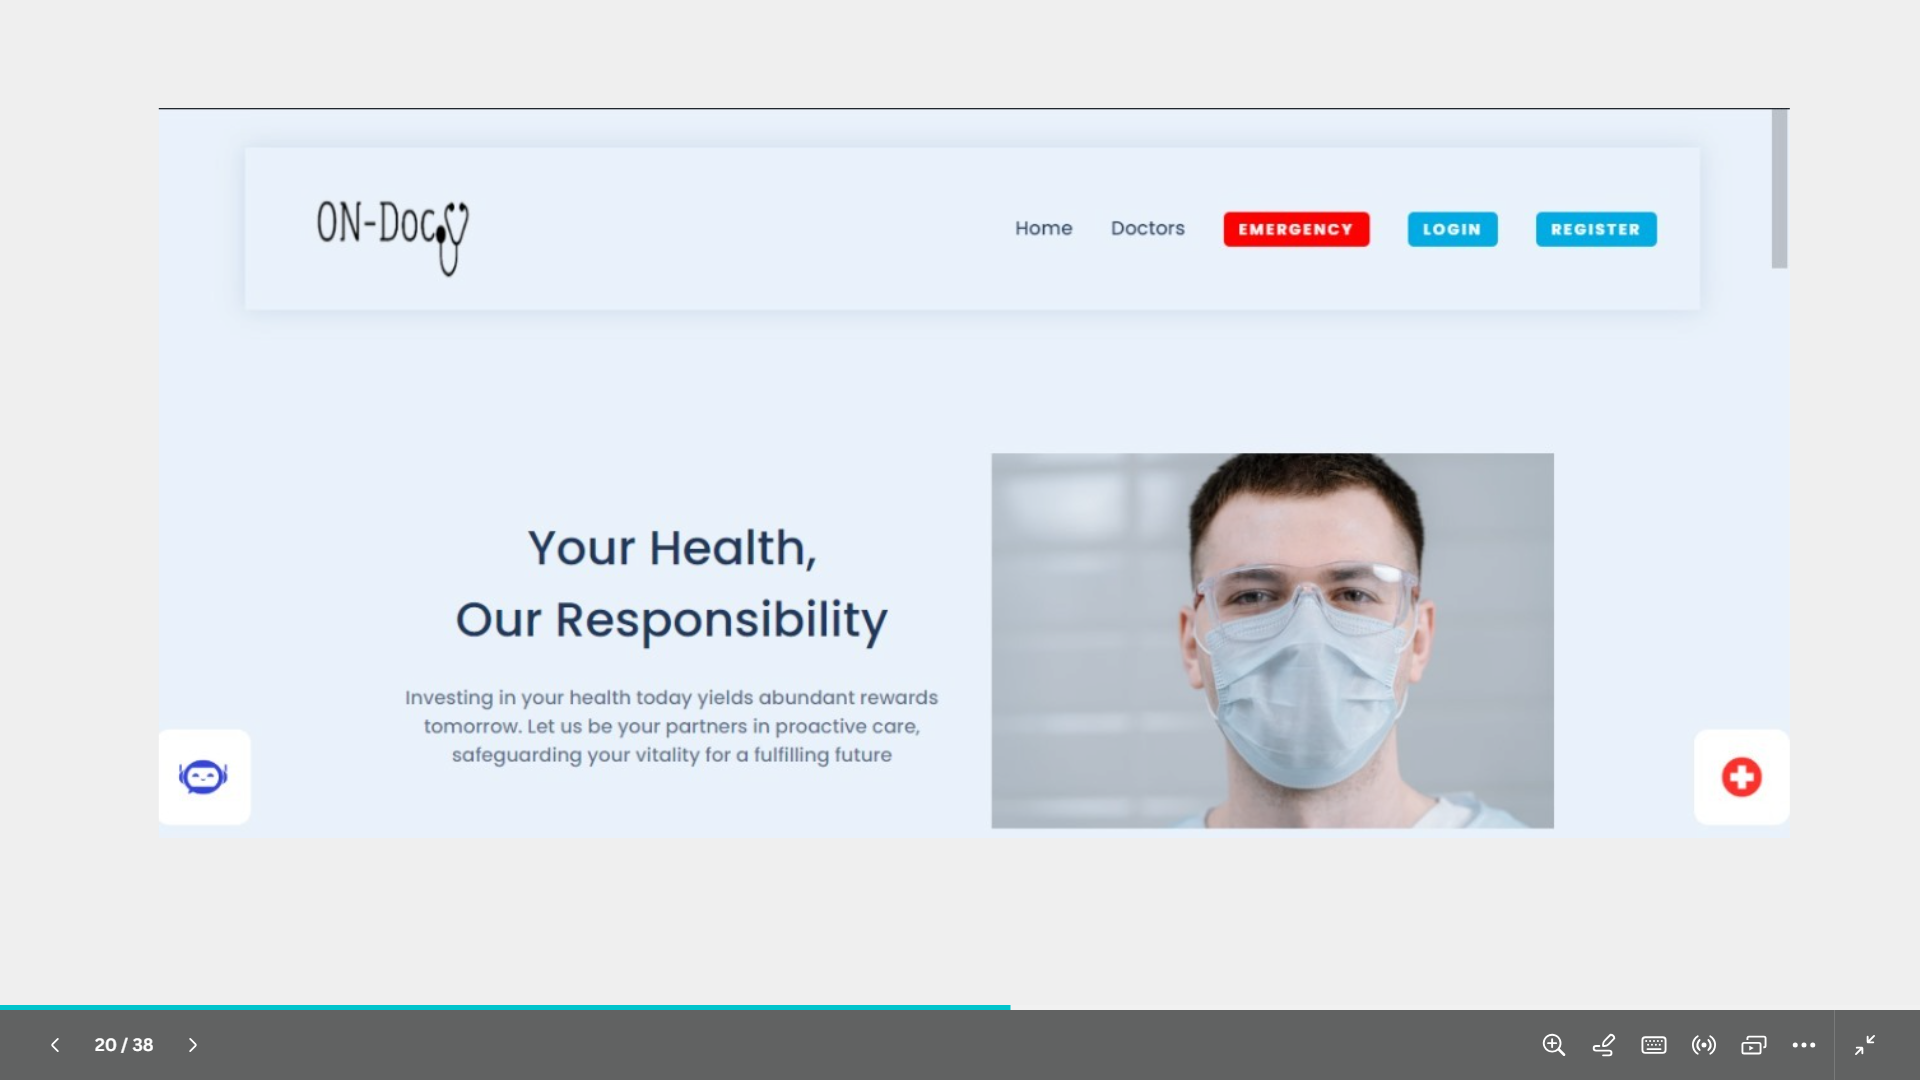 ON-Doc
Home
Doctors
EMERGENCY
LOGIN
REGISTER
Your Health,
Our Responsibility
Investing in your health today yields abundant rewards
tomorrow. Let us be your partners in proactive care,
safeguarding your vitality for a fulfilling future
20 / 38